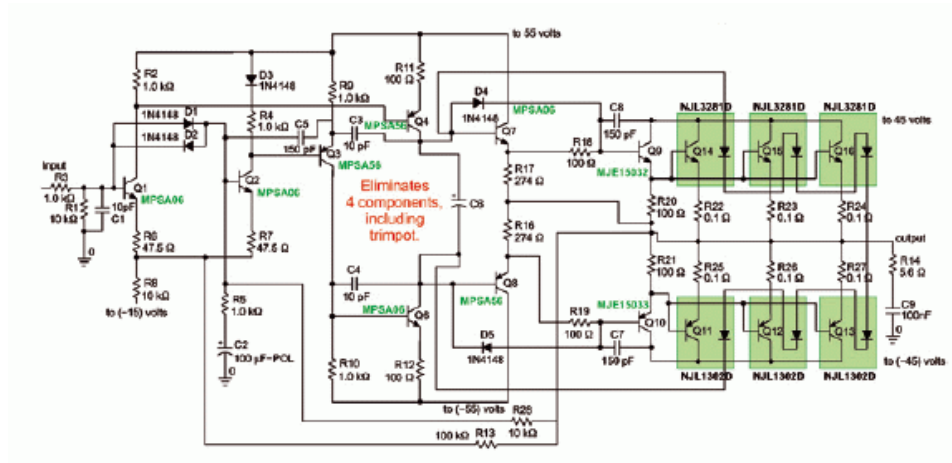 to 55 volts
R11
100 Ω
R2
1.0 kΩ
D3
1N4148
R9
1.0 kΩ
D4
1N4148
MPSA06
C8
150 pF
NJL3281D
NJL3281D
NJL3281D
to 45 volts
1N4148
D1
1N4148
D2
R4
1.0 kΩ
C5
150 pF
C3
10 pF
MPSA56
Q4
Q7
Q3
MPSA56
R18
100 Ω
Q9
MJE15032
Q14
Q15
Q16
input
R3
1.0 kΩ
R1
10 kΩ
Q1
MPSA06
10pF
C1
Q2
MPSA06
Eliminates
4 components,
including
trimpot.
C6
R17
274 Ω
R16
274 Ω
R20
100 Ω
R22
0.1 Ω
R23
0.1 Ω
R24
0.1 Ω
0
R6
47.5 Ω
R7
47.5 Ω
output
R14
5.6 Ω
R8
10 kΩ
to (-15) volts
C4
10 pF
Q8
MPSA56
R21
100 Ω
MJE15033
R25
0.1 Ω
R26
0.1 Ω
R27
0.1 Ω
R5
1.0 kΩ
MPSA06
Q6
R19
100 Ω
Q10
Q11
Q12
Q13
C9
100nF
0
C2
100 µF-POL
0
R10
1.0 kΩ
R12
100 Ω
D5
1N4148
C7
150 pF
NJL1302D
NJL1302D
NJL1302D
to (-45) volts
to (-55) volts
100 kΩ
R13
R28
10 kΩ